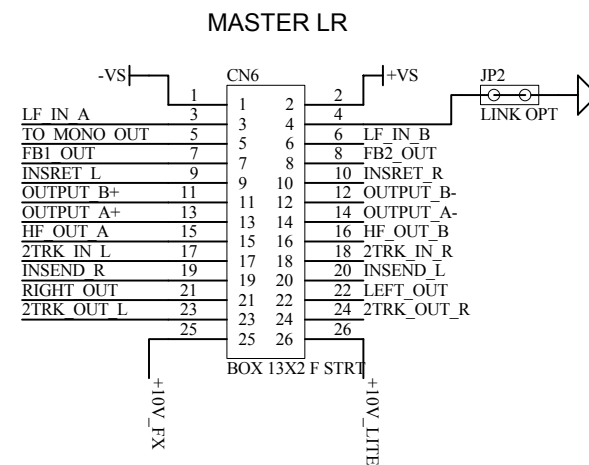 MASTER LR
-VS CN6 +VS JP2
1 1 2 2
LF_IN_A 3 3 4 4 LINK OPT
TO_MONO_OUT 5 5 6 6 LF_IN_B
FB1_OUT 7 7 8 8 FB2_OUT
INSRET_L 9 9 10 10 INSRET_R
OUTPUT_B+ 11 11 12 12 OUTPUT_B-
OUTPUT_A+ 13 13 14 14 OUTPUT_A-
HF_OUT_A 15 15 16 16 HF_OUT_B
2TRK_IN_L 17 17 18 18 2TRK_IN_R
INSEND_R 19 19 20 20 INSEND_L
RIGHT_OUT 21 21 22 22 LEFT_OUT
2TRK_OUT_L 23 23 24 24 2TRK_OUT_R
25 25 26 26
BOX 13X2 F STRT
+10V_FX
+10V_LITE